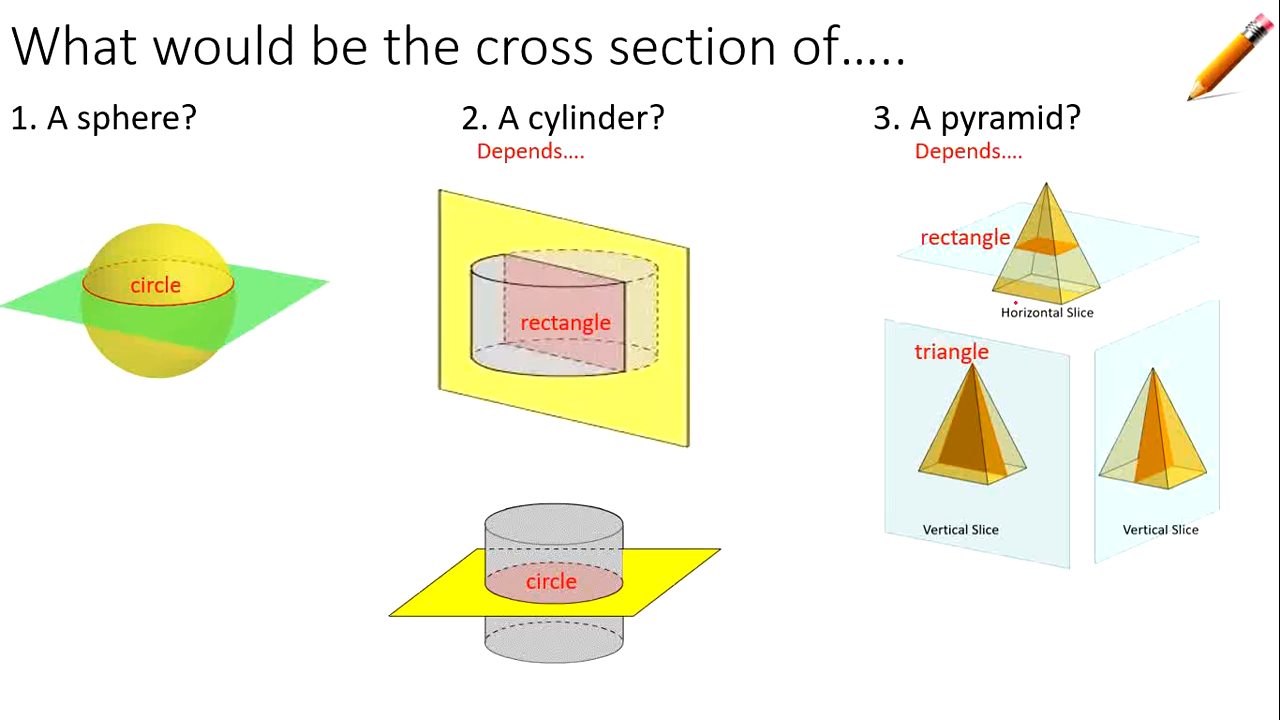 What would be the cross section of.....
1. A sphere?
circle
2. A cylinder?
Depends....
rectangle
circle
3. A pyramid?
Depends....
rectangle
Horizontal Slice
triangle
Vertical Slice
Vertical Slice